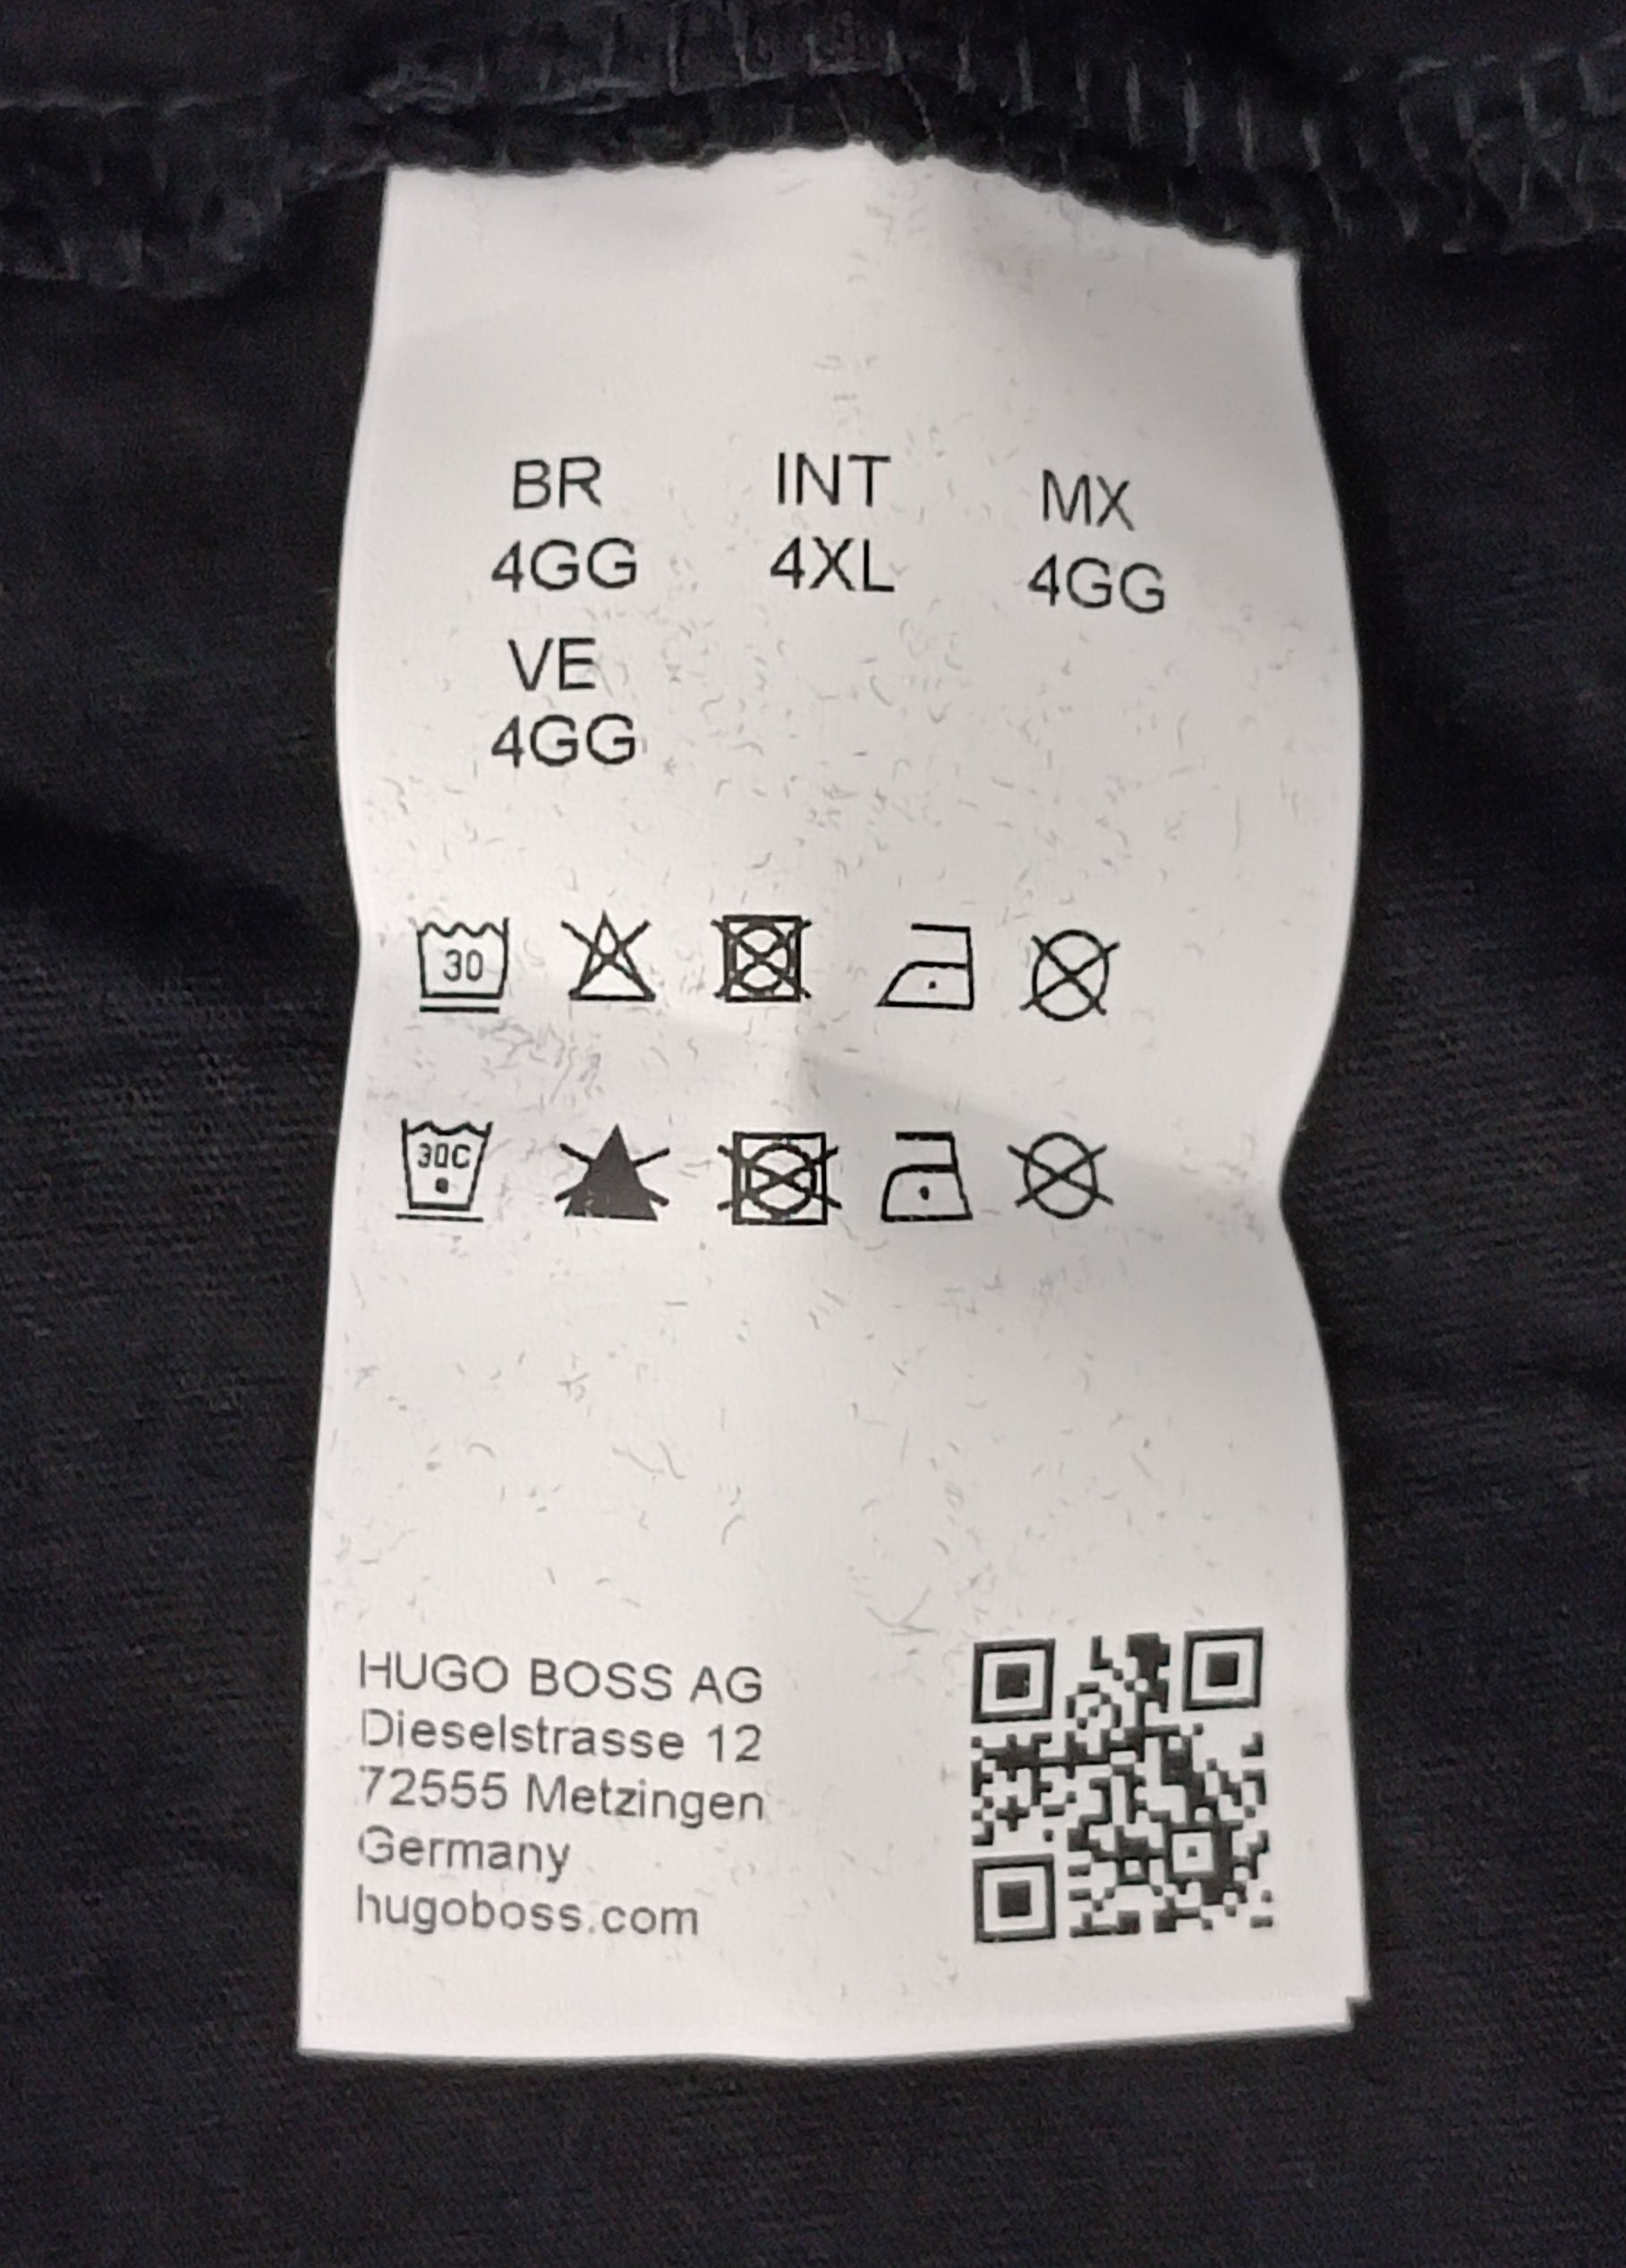 BR INT MX
4GG 4XL 4GG
VE
4GG
30
30C
HUGO BOSS AG
Dieselstrasse 12
72555 Metzingen
Germany
hugoboss.com